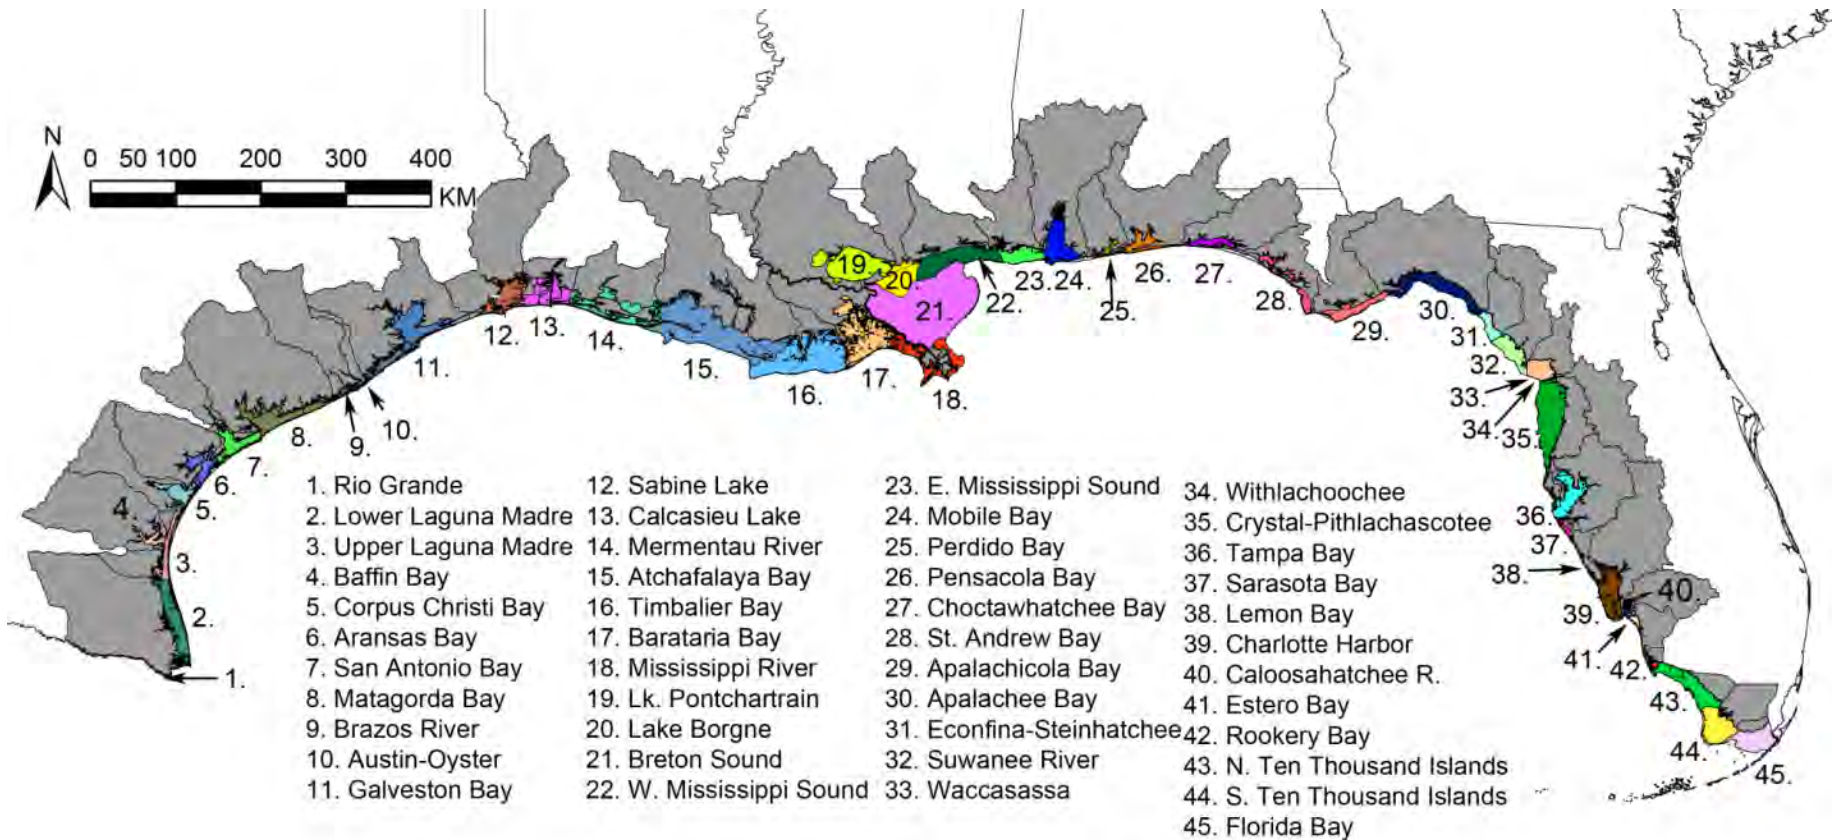 N
0 50 100 200 300 400
KM
19.
20.
21.
22.
23.
24.
25.
26.
27.
28.
29.
30.
31.
32.
33.
34.
35.
36.
37.
38.
39.
40.
41.
42.
43.
44.
45.
18.
17.
16.
15.
14.
13.
12.
11.
10.
9.
8.
7.
6.
5.
4.
3.
2.
1.
1. Rio Grande
2. Lower Laguna Madre
3. Upper Laguna Madre
4. Baffin Bay
5. Corpus Christi Bay
6. Aransas Bay
7. San Antonio Bay
8. Matagorda Bay
9. Brazos River
10. Austin-Oyster
11. Galveston Bay
12. Sabine Lake
13. Calcasieu Lake
14. Mermentau River
15. Atchafalaya Bay
16. Timbalier Bay
17. Barataria Bay
18. Mississippi River
19. Lk. Pontchartrain
20. Lake Borgne
21. Breton Sound
22. W. Mississippi Sound
23. E. Mississippi Sound
24. Mobile Bay
25. Perdido Bay
26. Pensacola Bay
27. Choctawhatchee Bay
28. St. Andrew Bay
29. Apalachicola Bay
30. Apalachee Bay
31. Econfina-Steinhatchee
32. Suwanee River
33. Waccasassa
34. Withlachoochee
35. Crystal-Pithlachascotee
36. Tampa Bay
37. Sarasota Bay
38. Lemon Bay
39. Charlotte Harbor
40. Caloosahatchee R.
41. Estero Bay
42. Rookery Bay
43. N. Ten Thousand Islands
44. S. Ten Thousand Islands
45. Florida Bay